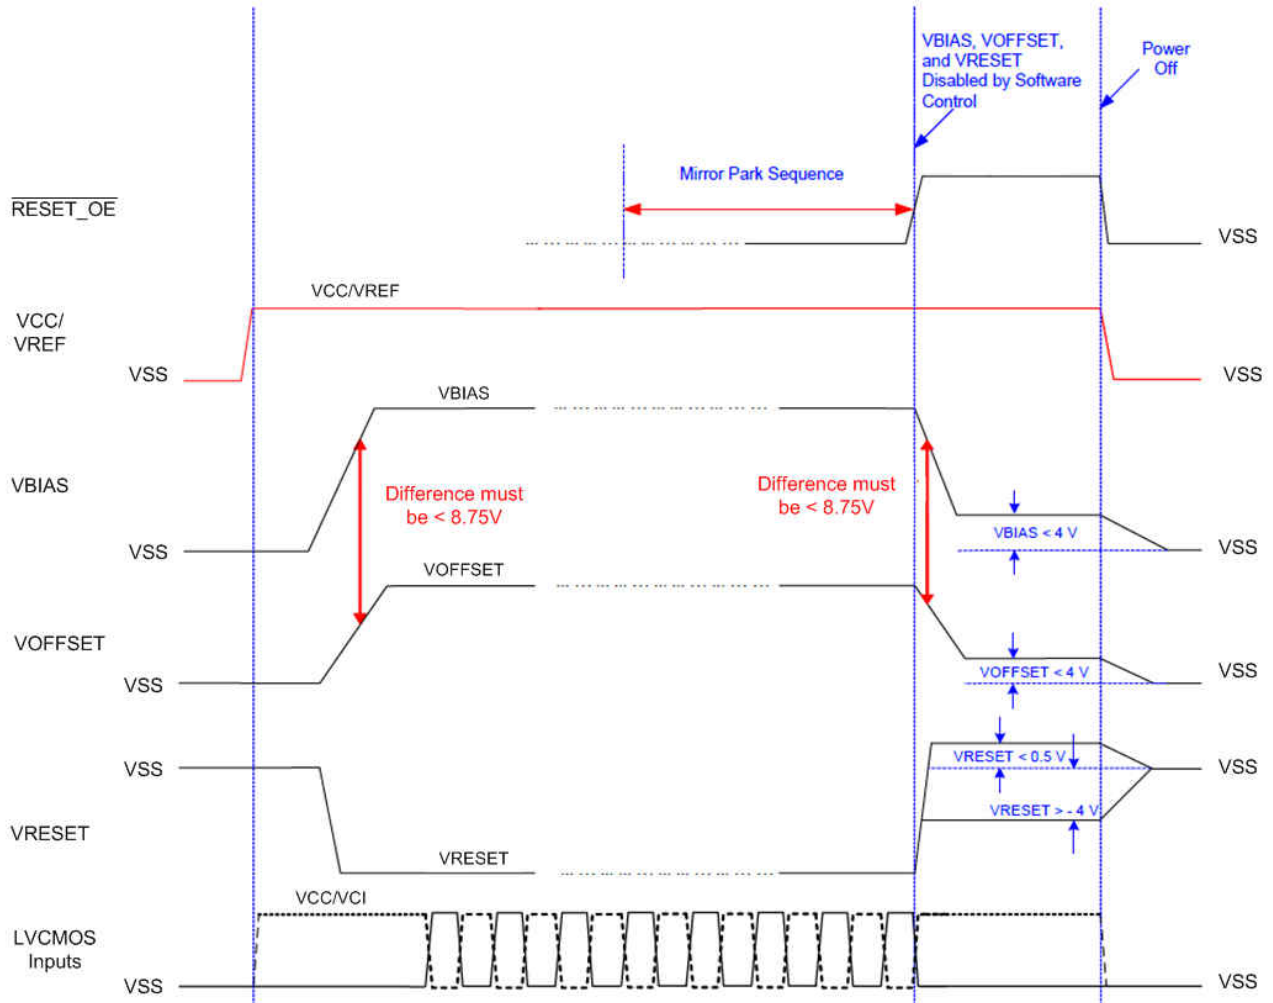 VBIAS, VOFFSET,
and VRESET
Disabled by Software
Control
Power
Off
Mirror Park Sequence
RESET_OE
VSS
VCC/VREF
VCC/
VREF
VSS
VSS
VBIAS
VBIAS
Difference must
be < 8.75V
Difference must
be < 8.75V
VBIAS < 4 V
VSS
VSS
VOFFSET
VOFFSET
VOFFSET < 4 V
VSS
VSS
VSS
VRESET < 0.5 V
VSS
VRESET > - 4 V
VRESET
VRESET
VCC/VCI
LVCMOS
Inputs
VSS
VSS